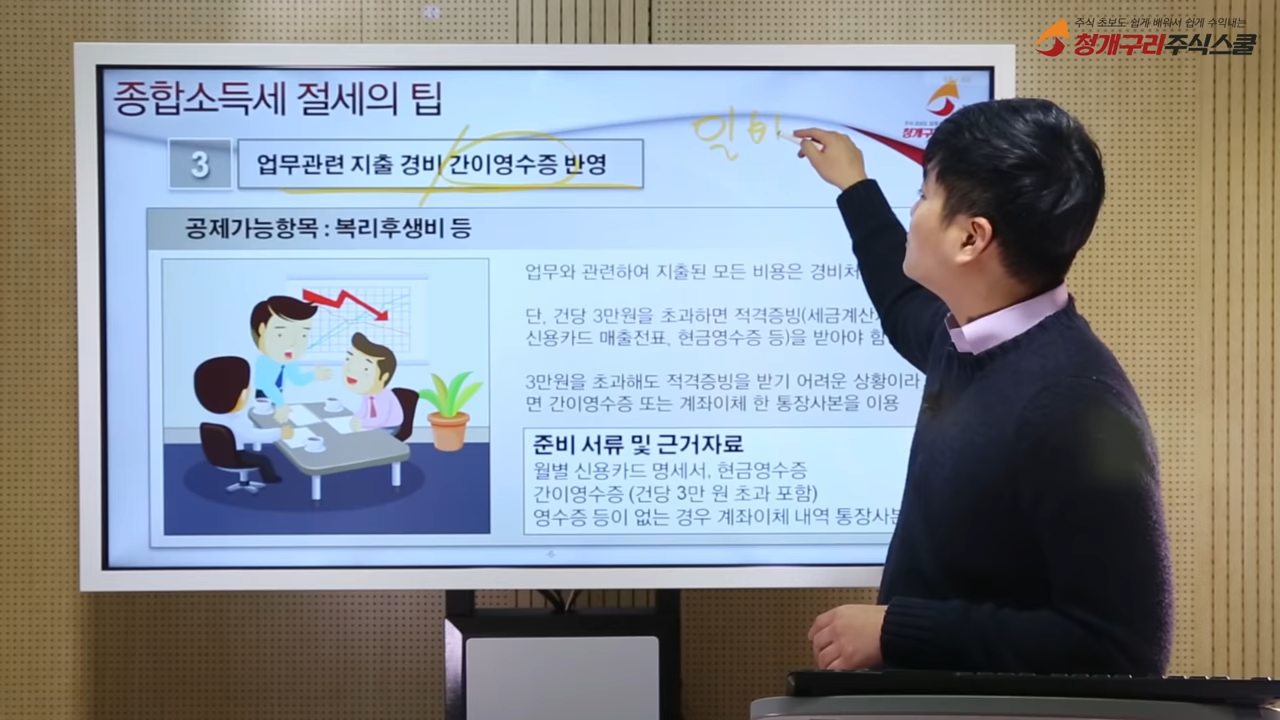 주식 초보도 쉽게 배워서 쉽게 수익내는
청개구리주식스쿨
종합소득세 절세의 팁
일비
청개구
3
업무관련 지출 경비 간이영수증 반영
공제가능항목 : 복리후생비 등
업무와 관련하여 지출된 모든 비용은 경비처
단, 건당 3만원을 초과하면 적격증빙(세금계산
신용카드 매출전표, 현금영수증 등)을 받아야 함
3만원을 초과해도 적격증빙을 받기 어려운 상황이라
면 간이영수증 또는 계좌이체 한 통장사본을 이용
준비 서류 및 근거자료
월별 신용카드 명세서, 현금영수증
간이영수증 (건당 3만 원 초과 포함)
영수증 등이 없는 경우 계좌이체 내역 통장사본